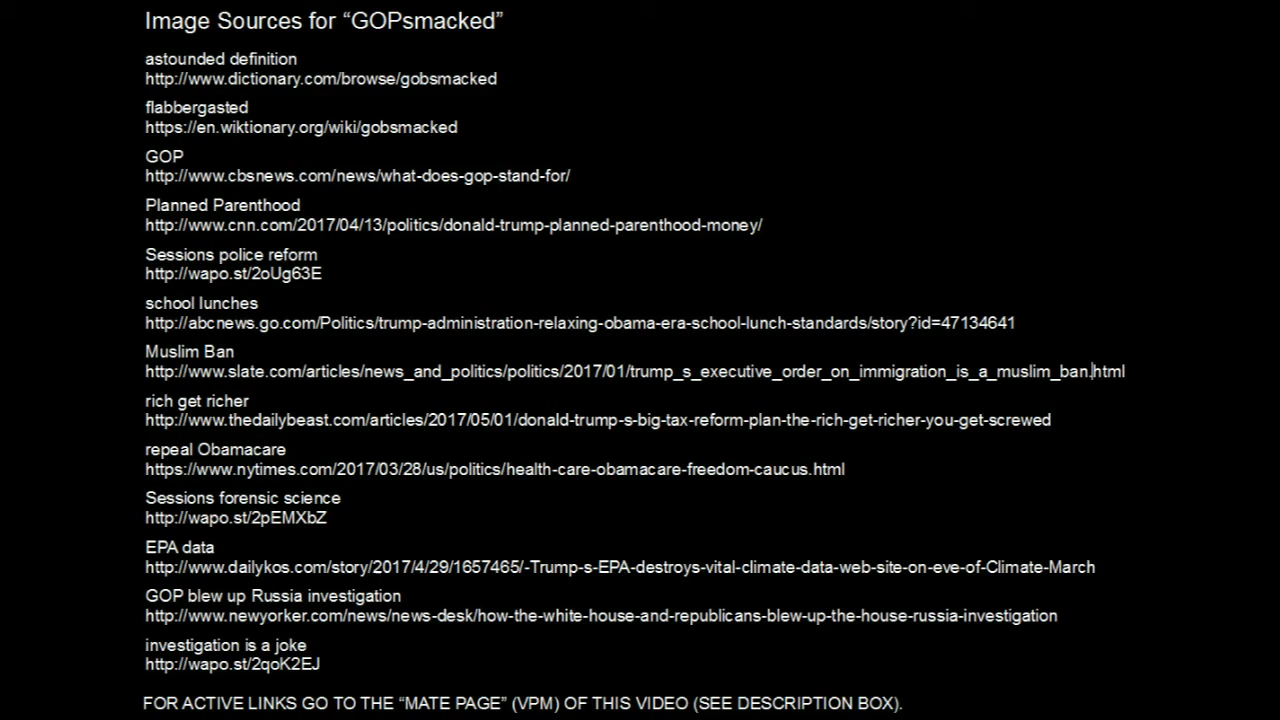 Image Sources for “GOPsmacked”
astounded definition
http://www.dictionary.com/browse/gobsmacked
flabbergasted
https://en.wiktionary.org/wiki/gobsmacked
GOP
http://www.cbsnews.com/news/what-does-gop-stand-for/
Planned Parenthood
http://www.cnn.com/2017/04/13/politics/donald-trump-planned-parenthood-money/
Sessions police reform
http://wapo.st/2oUg63E
school lunches
http://abcnews.go.com/Politics/trump-administration-relaxing-obama-era-school-lunch-standards/story?id=47134641
Muslim Ban
http://www.slate.com/articles/news_and_politics/politics/2017/01/trump_s_executive_order_on_immigration_is_a_muslim_ban.html
rich get richer
http://www.thedailybeast.com/articles/2017/05/01/donald-trump-s-big-tax-reform-plan-the-rich-get-richer-you-get-screwed
repeal Obamacare
https://www.nytimes.com/2017/03/28/us/politics/health-care-obamacare-freedom-caucus.html
Sessions forensic science
http://wapo.st/2pEMXbZ
EPA data
http://www.dailykos.com/story/2017/4/29/1657465/-Trump-s-EPA-destroys-vital-climate-data-web-site-on-eve-of-Climate-March
GOP blew up Russia investigation
http://www.newyorker.com/news/news-desk/how-the-white-house-and-republicans-blew-up-the-house-russia-investigation
investigation is a joke
http://wapo.st/2qoK2EJ
FOR ACTIVE LINKS GO TO THE “MATE PAGE” (VPM) OF THIS VIDEO (SEE DESCRIPTION BOX).